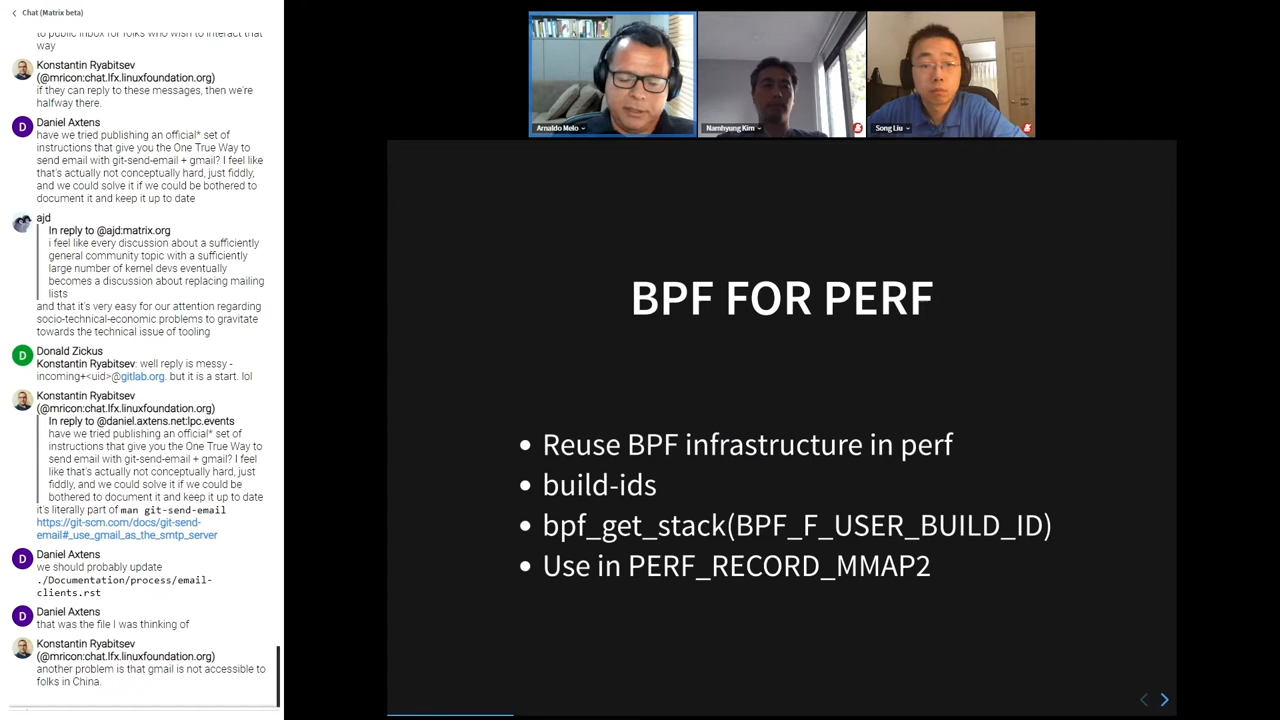 Chat (Matrix beta)
to public inbox for folks who wish to interact that
way
Konstantin Ryabitsev
(@mricon:chat.lfx.linuxfoundation.org)
if they can reply to these messages, then we're
halfway there.
D
Daniel Axtens
have we tried publishing an official* set of
instructions that give you the One True Way to
send email with git-send-email + gmail? I feel like
that's actually not conceptually hard, just fiddly,
and we could solve it if we could be bothered to
document it and keep it up to date
ajd
In reply to @ajd:matrix.org
i feel like every discussion about a sufficiently
general community topic with a sufficiently
large number of kernel devs eventually
becomes a discussion about replacing mailing
lists
and that it's very easy for our attention regarding
socio-technical-economic problems to gravitate
towards the technical issue of tooling
D
Donald Zickus
Konstantin Ryabitsev: well reply is messy -
incoming+<uid>@gitlab.org. but it is a start. lol
Konstantin Ryabitsev
(@mricon:chat.lfx.linuxfoundation.org)
In reply to @daniel.axtens.net:lpc.events
have we tried publishing an official* set of
instructions that give you the One True Way to
send email with git-send-email + gmail? I feel
like that's actually not conceptually hard, just
fiddly, and we could solve it if we could be
bothered to document it and keep it up to date
it's literally part of man git-send-email
https://git-scm.com/docs/git-send-
email#_use_gmail_as_the_smtp_server
D
Daniel Axtens
we should probably update
./Documentation/process/email-
clients.rst
D
Daniel Axtens
that was the file I was thinking of
Konstantin Ryabitsev
(@mricon:chat.lfx.linuxfoundation.org)
another problem is that gmail is not accessible to
folks in China.
Arnaldo Melo
Namhyung Kim
Song Liu
BPF FOR PERF
• Reuse BPF infrastructure in perf
• build-ids
• bpf_get_stack(BPF_F_USER_BUILD_ID)
• Use in PERF_RECORD_MMAP2